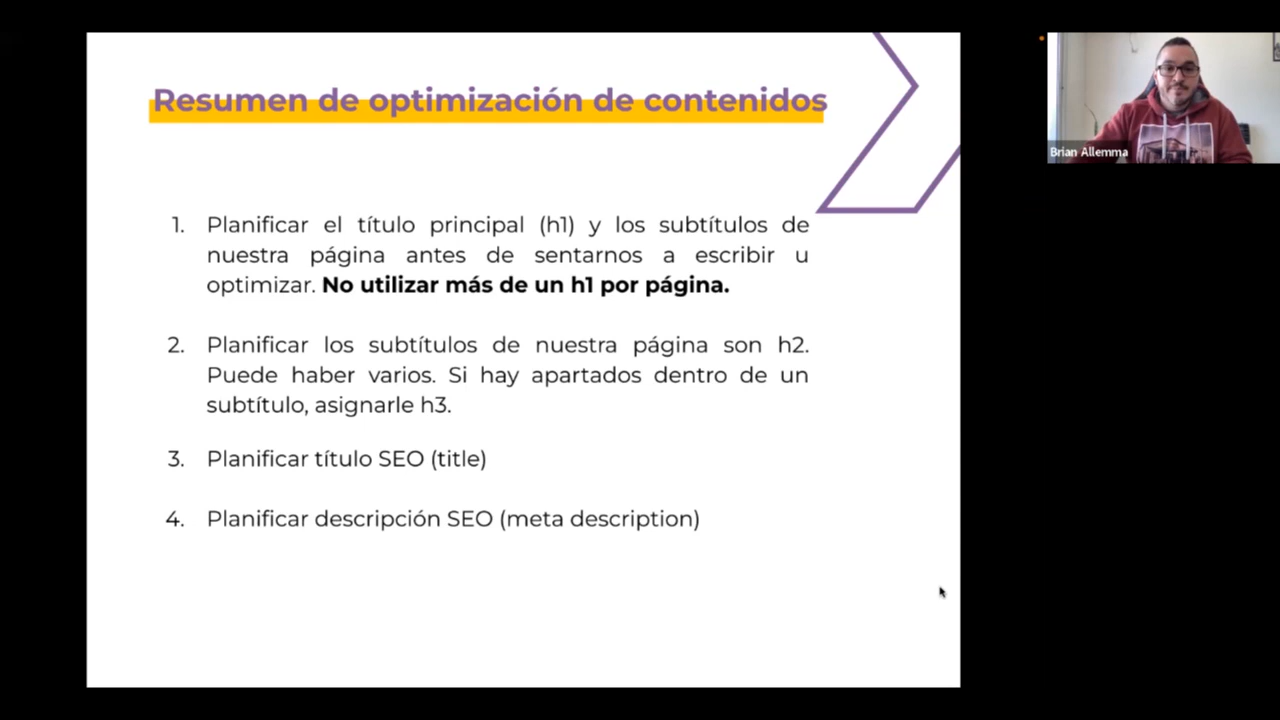 Resumen de optimización de contenidos
1. Planificar el título principal (h1) y los subtítulos de
nuestra página antes de sentarnos a escribir u
optimizar. No utilizar más de un h1 por página.
2. Planificar los subtítulos de nuestra página son h2.
Puede haber varios. Si hay apartados dentro de un
subtítulo, asignarle h3.
3. Planificar título SEO (title)
4. Planificar descripción SEO (meta description)
Brian Allemma